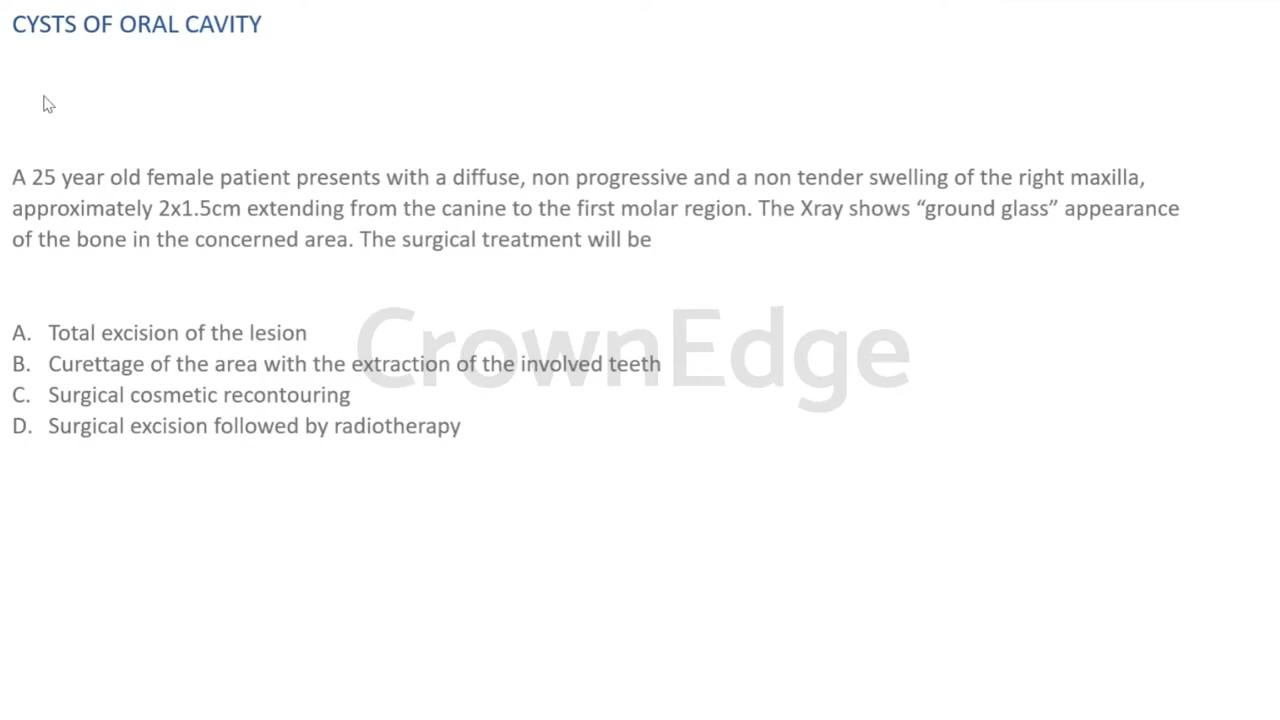 CYSTS OF ORAL CAVITY
A 25 year old female patient presents with a diffuse, non progressive and a non tender swelling of the right maxilla,
approximately 2x1.5cm extending from the canine to the first molar region. The Xray shows “ground glass” appearance
of the bone in the concerned area. The surgical treatment will be
A. Total excision of the lesion
B. Curettage of the area with the extraction of the involved teeth
C. Surgical cosmetic recontouring
D. Surgical excision followed by radiotherapy
CrownEdge